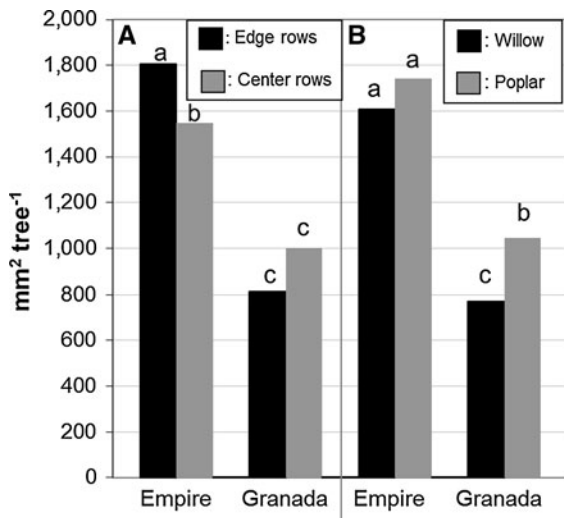 2,000
1,800
1,600
1,400
1,200
1,000
800
600
400
200
0
mm² tree⁻¹
A
: Edge rows
: Center rows
a
b
c
c
Empire Granada
B
: Willow
: Poplar
a
a
c
b
Empire Granada